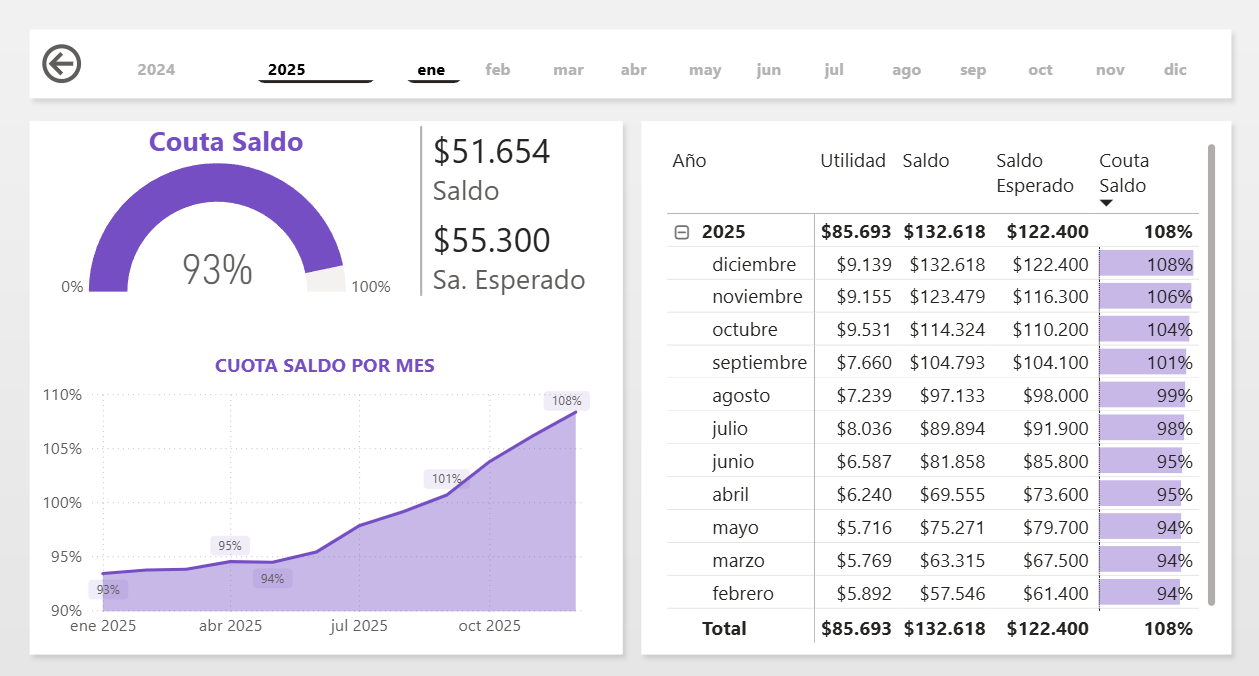 2024 2025 ene feb mar abr may jun jul ago sep oct nov dic
Couta Saldo
93%
0%
100%
$51.654
Saldo
$55.300
Sa. Esperado
CUOTA SALDO POR MES
110%
105%
100%
95%
90%
93%
95%
94%
101%
108%
ene 2025 abr 2025 jul 2025 oct 2025
Año Utilidad Saldo Saldo Esperado Couta Saldo
2025 $85.693 $132.618 $122.400 108%
diciembre $9.139 $132.618 $122.400 108%
noviembre $9.155 $123.479 $116.300 106%
octubre $9.531 $114.324 $110.200 104%
septiembre $7.660 $104.793 $104.100 101%
agosto $7.239 $97.133 $98.000 99%
julio $8.036 $89.894 $91.900 98%
junio $6.587 $81.858 $85.800 95%
abril $6.240 $69.555 $73.600 95%
mayo $5.716 $75.271 $79.700 94%
marzo $5.769 $63.315 $67.500 94%
febrero $5.892 $57.546 $61.400 94%
Total $85.693 $132.618 $122.400 108%